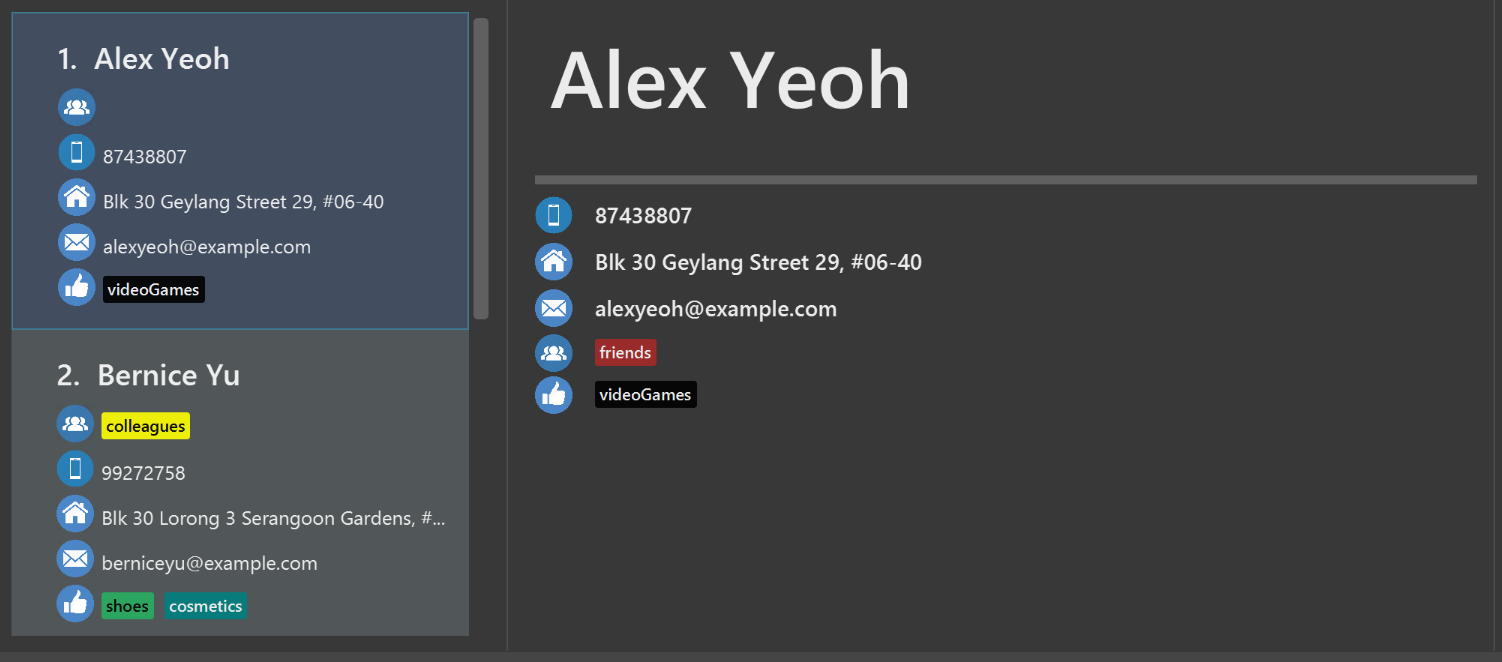 1. Alex Yeoh
87438807
Blk 30 Geylang Street 29, #06-40
alexyeoh@example.com
videoGames
2. Bernice Yu
colleagues
99272758
Blk 30 Lorong 3 Serangoon Gardens, #...
berniceyu@example.com
shoes cosmetics
Alex Yeoh
87438807
Blk 30 Geylang Street 29, #06-40
alexyeoh@example.com
friends
videoGames